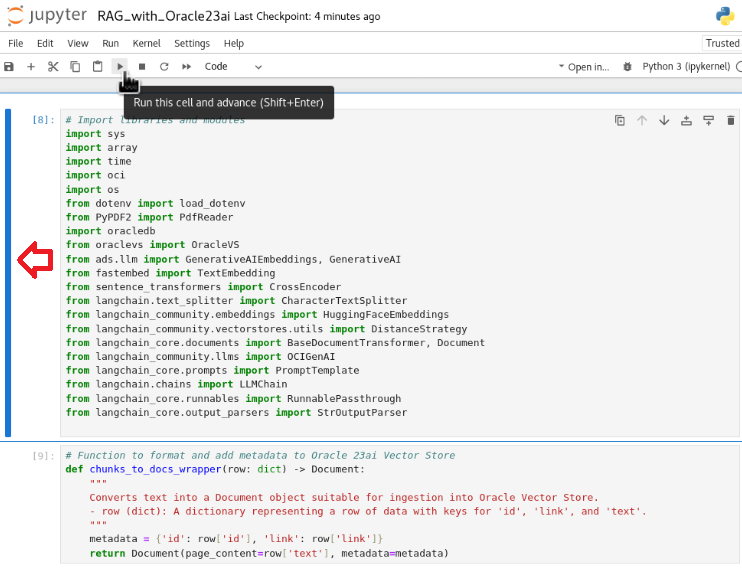 jupyter RAG_with_Oracle23ai Last Checkpoint: 4 minutes ago
File Edit View Run Kernel Settings Help Trusted
Code Open in... Python 3 (ipykernel)
Run this cell and advance (Shift+Enter)
[8]: # Import libraries and modules
import sys
import array
import time
import oci
import os
from dotenv import load_dotenv
from PyPDF2 import PdfReader
import oracledb
from oraclevs import OracleVS
from ads.llm import GenerativeAIEmbeddings, GenerativeAI
from fastembed import TextEmbedding
from sentence_transformers import CrossEncoder
from langchain.text_splitter import CharacterTextSplitter
from langchain_community.embeddings import HuggingFaceEmbeddings
from langchain_community.vectorstores.utils import DistanceStrategy
from langchain_core.documents import BaseDocumentTransformer, Document
from langchain_community.llms import OCIGenAI
from langchain_core.prompts import PromptTemplate
from langchain.chains import LLMChain
from langchain_core.runnables import RunnablePassthrough
from langchain_core.output_parsers import StrOutputParser
[9]: # Function to format and add metadata to Oracle 23ai Vector Store
def chunks_to_docs_wrapper(row: dict) -> Document:
"""
Converts text into a Document object suitable for ingestion into Oracle Vector Store.
- row (dict): A dictionary representing a row of data with keys for 'id', 'link', and 'text'.
"""
metadata = {'id': row['id'], 'link': row['link']}
return Document(page_content=row['text'], metadata=metadata)